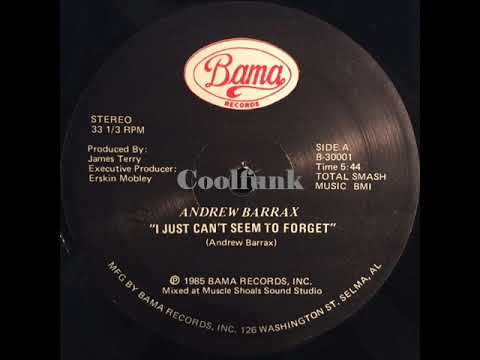 Bama
RECORDS
STEREO
33 1/3 RPM
Produced By:
James Terry
Executive Producer:
Erskin Mobley
SIDE A
B-30001
Time 5:44
TOTAL SMASH
MUSIC BMI
Coolfunk
ANDREW BARRAX
"I JUST CAN'T SEEM TO FORGET"
(Andrew Barrax)
℗ 1985 BAMA RECORDS, INC.
Mixed at Muscle Shoals Sound Studio
MFG BY BAMA RECORDS, INC. 126 WASHINGTON ST. SELMA, AL